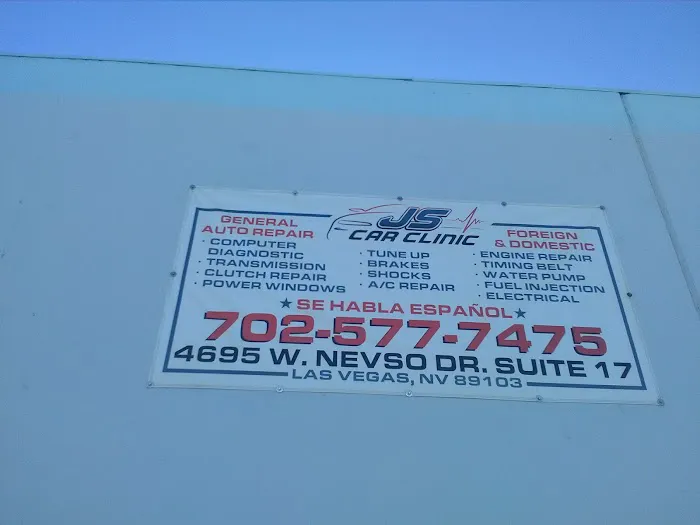 GENERAL
AUTO REPAIR
· COMPUTER
DIAGNOSTIC
· TRANSMISSION
· CLUTCH REPAIR
· POWER WINDOWS
JS
CAR CLINIC
· TUNE UP
· BRAKES
· SHOCKS
· A/C REPAIR
FOREIGN
& DOMESTIC
· ENGINE REPAIR
· TIMING BELT
· WATER PUMP
· FUEL INJECTION
· ELECTRICAL
★SE HABLA ESPAÑOL★
702-577-7475
4695 W. NEVSO DR. SUITE 17
LAS VEGAS, NV 89103